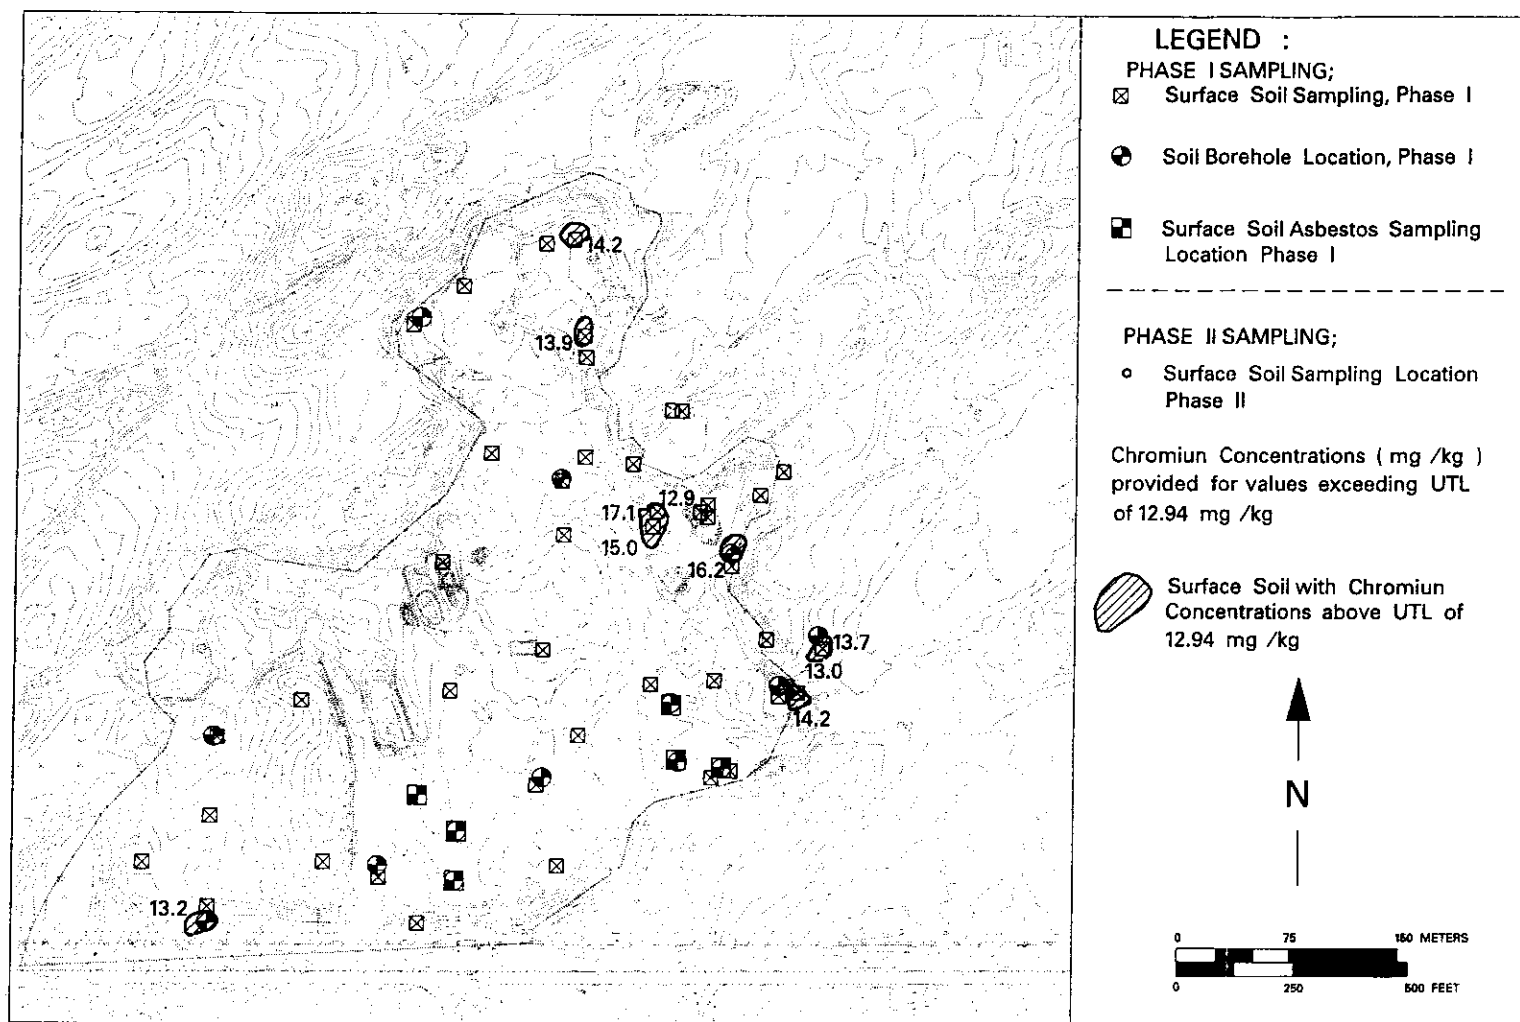 LEGEND :
PHASE I SAMPLING;
Surface Soil Sampling, Phase I
Soil Borehole Location, Phase I
Surface Soil Asbestos Sampling
Location Phase I
PHASE II SAMPLING;
Surface Soil Sampling Location
Phase II
Chromiun Concentrations ( mg /kg )
provided for values exceeding UTL
of 12.94 mg /kg
Surface Soil with Chromiun
Concentrations above UTL of
12.94 mg /kg
N
0 75 150 METERS
0 250 500 FEET
14.2
13.9
12.9
17.1
15.0
16.2
13.7
13.0
14.2
13.2